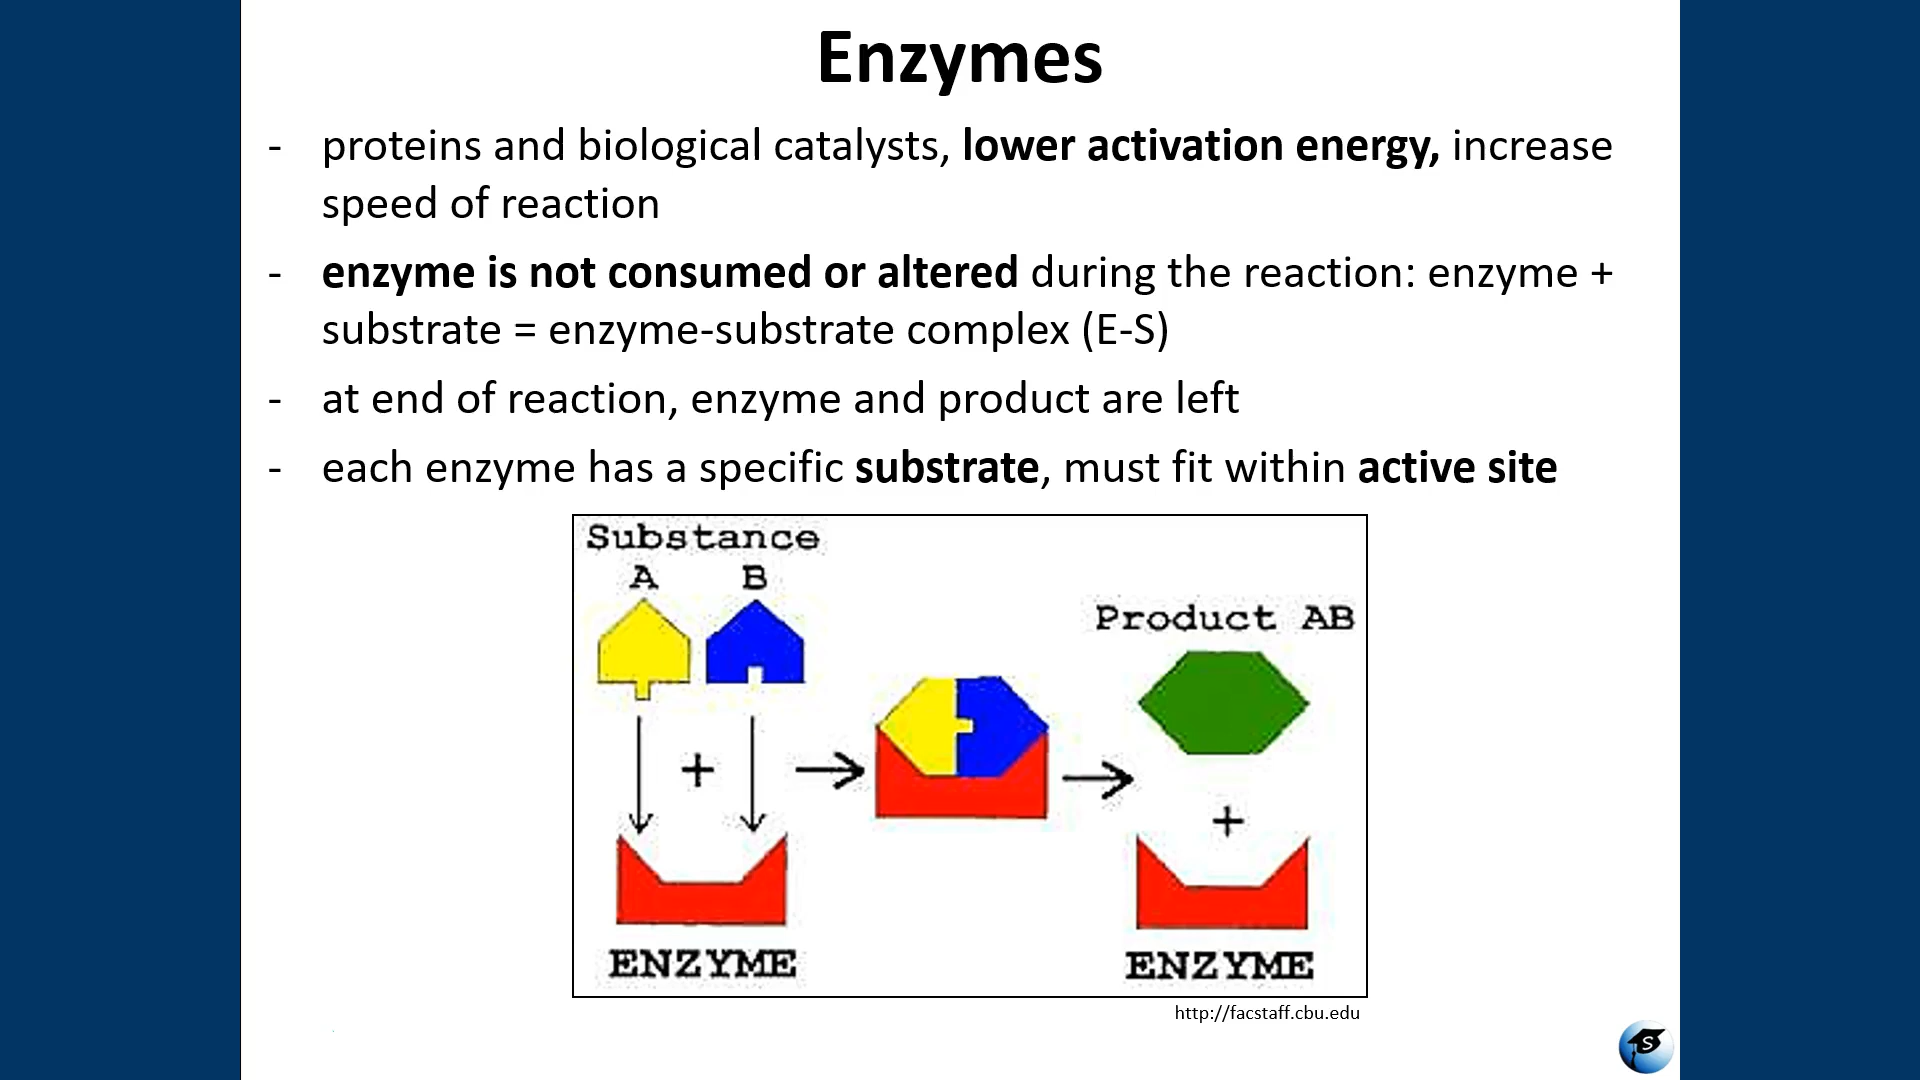 Enzymes
- proteins and biological catalysts, lower activation energy, increase
speed of reaction
- enzyme is not consumed or altered during the reaction: enzyme +
substrate = enzyme-substrate complex (E-S)
- at end of reaction, enzyme and product are left
- each enzyme has a specific substrate, must fit within active site
Substance
A B
Product AB
+
+
ENZYME
ENZYME
http://facstaff.cbu.edu
S